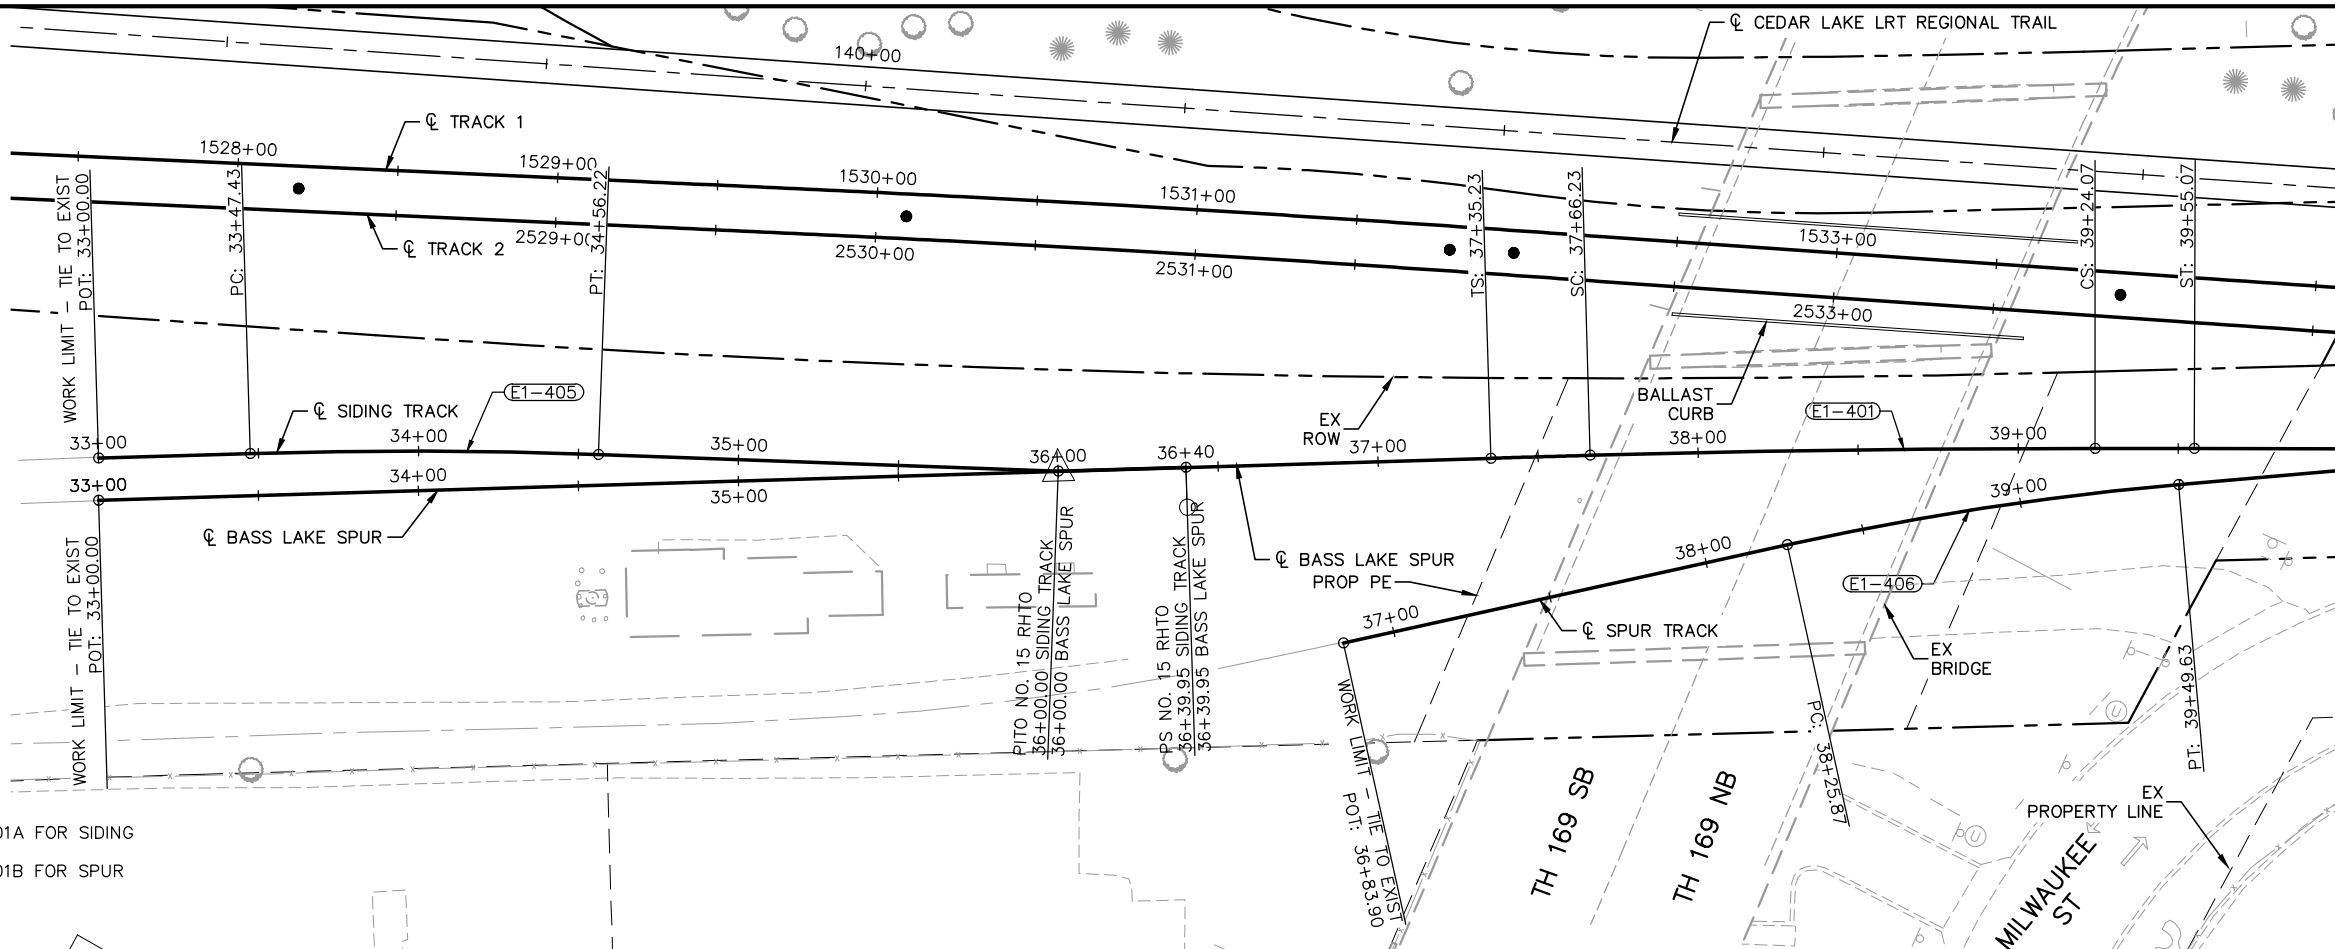 ℄ CEDAR LAKE LRT REGIONAL TRAIL
140+00
℄ TRACK 1
1528+00
1529+00
1530+00
1531+00
1533+00
℄ TRACK 2
2529+00
2530+00
2531+00
2533+00
WORK LIMIT – TIE TO EXIST
POT: 33+00.00
PC: 33+47.43
PT: 34+56.22
TS: 37+35.23
SC: 37+66.23
CS: 39+24.07
ST: 39+55.07
BALLAST
CURB
EX
ROW
E1-405
E1-401
℄ SIDING TRACK
33+00
34+00
35+00
36+00
36+40
37+00
38+00
39+00
33+00
34+00
35+00
℄ BASS LAKE SPUR
℄ BASS LAKE SPUR
PROP PE
WORK LIMIT – TIE TO EXIST
POT: 33+00.00
PITO NO. 15 RHTO
36+00.00 SIDING TRACK
36+00.00 BASS LAKE SPUR
PS NO. 15 RHTO
36+39.95 SIDING TRACK
36+39.95 BASS LAKE SPUR
37+00
38+00
39+00
E1-406
℄ SPUR TRACK
EX
BRIDGE
WORK LIMIT – TIE TO EXIST
POT: 36+83.90
PC: 38+25.87
PT: 39+49.63
TH 169 SB
TH 169 NB
MILWAUKEE
ST
EX
PROPERTY LINE
U
U
01A FOR SIDING
01B FOR SPUR